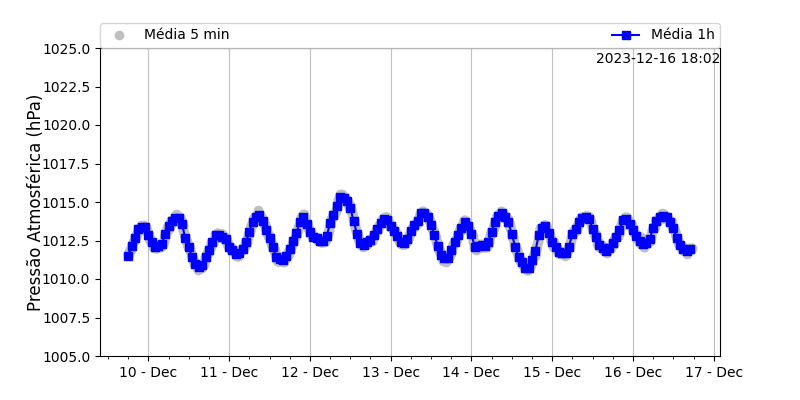 Média 5 min
Média 1h
2023-12-16 18:02
Pressão Atmosférica (hPa)
1025.0
1022.5
1020.0
1017.5
1015.0
1012.5
1010.0
1007.5
1005.0
10 - Dec
11 - Dec
12 - Dec
13 - Dec
14 - Dec
15 - Dec
16 - Dec
17 - Dec